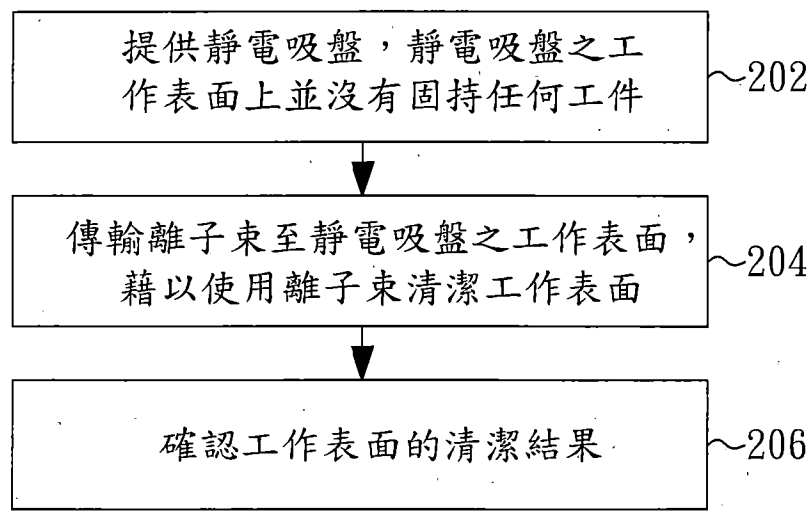 提供靜電吸盤，靜電吸盤之工
作表面上並沒有固持任何工件
~202
傳輸離子束至靜電吸盤之工作表面，
藉以使用離子束清潔工作表面
~204
確認工作表面的清潔結果
~206